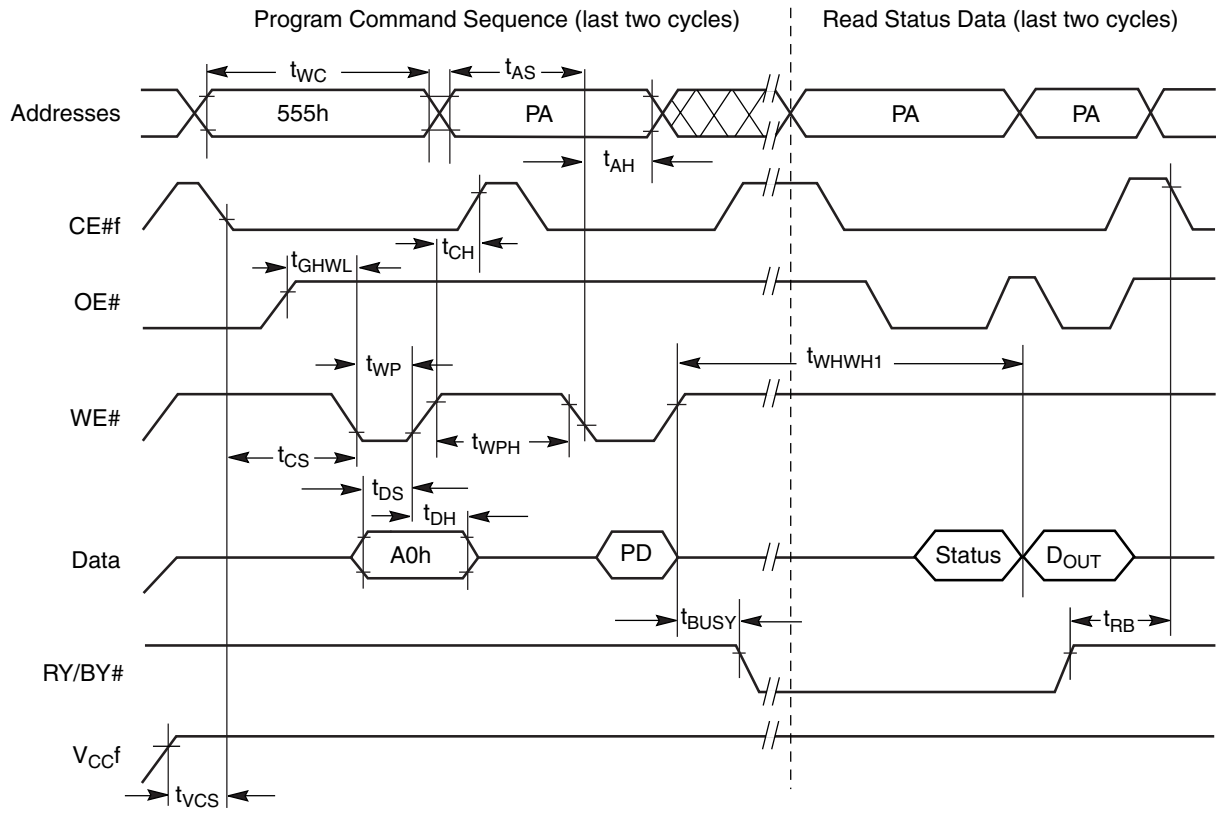 Program Command Sequence (last two cycles)
Read Status Data (last two cycles)
tWC
tAS
Addresses
555h
PA
PA
PA
tAH
CE#f
tCH
tGHWL
OE#
tWP
tWHWH1
WE#
tWPH
tCS
tDS
tDH
Data
A0h
PD
Status
DOUT
tBUSY
tRB
RY/BY#
VCCf
tVCS